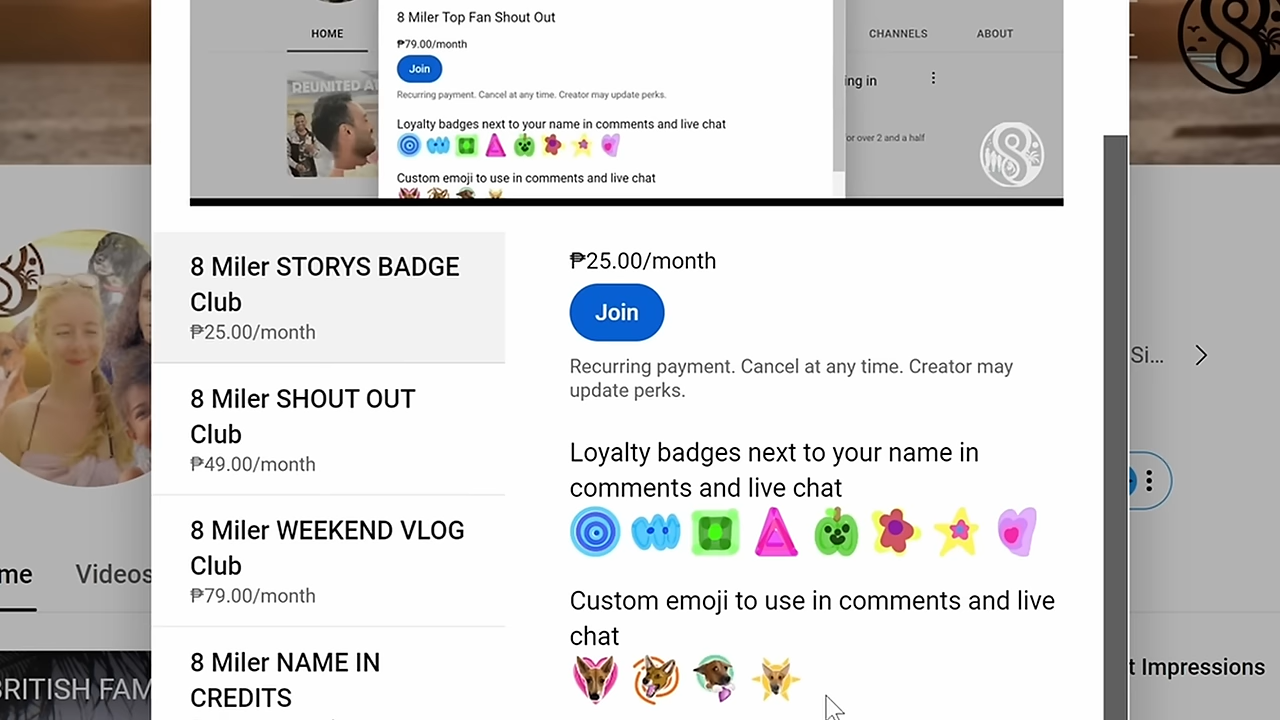 8 Miler Top Fan Shout Out
₱79.00/month
Join
Recurring payment. Cancel at any time. Creator may update perks.
Loyalty badges next to your name in comments and live chat
Custom emoji to use in comments and live chat
HOME
CHANNELS
ABOUT
REUNITED A
ing in
for over 2 and a half
8 Miler STORYS BADGE
Club
₱25.00/month
8 Miler SHOUT OUT
Club
₱49.00/month
8 Miler WEEKEND VLOG
Club
₱79.00/month
8 Miler NAME IN
CREDITS
₱25.00/month
Join
Recurring payment. Cancel at any time. Creator may
update perks.
Loyalty badges next to your name in
comments and live chat
Custom emoji to use in comments and live
chat
Si...
me
Videos
BRITISH FAM
t Impressions